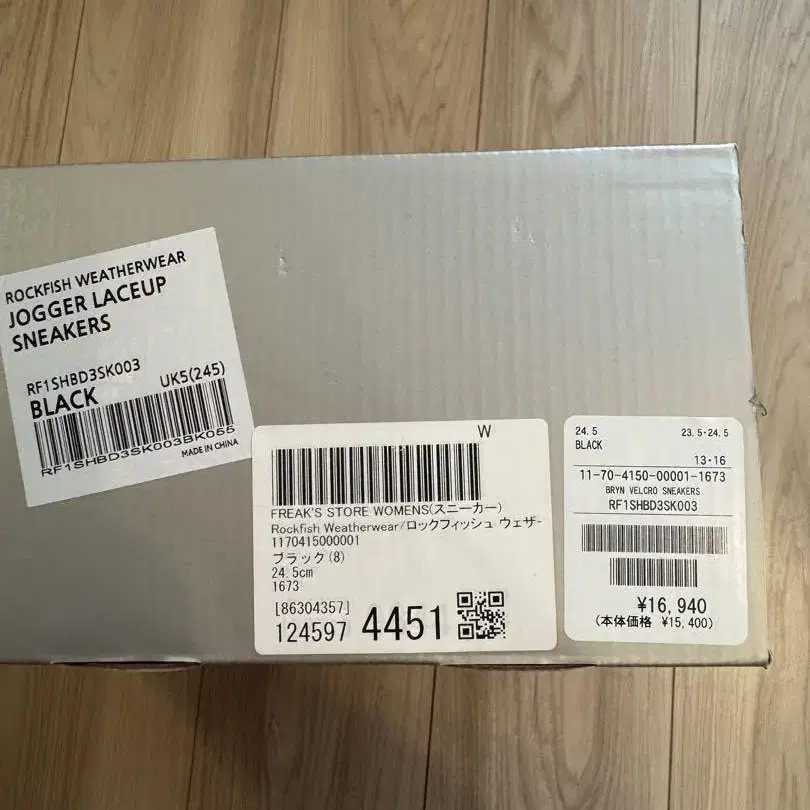 ROCKFISH WEATHERWEAR
JOGGER LACEUP
SNEAKERS
RF1SHBD3SK003
BLACK UK5(245)
RF1SHBD3SK003BK055
MADE IN CHINA
W
FREAK'S STORE WOMENS(スニーカー)
Rockfish Weatherwear/ロックフィッシュ ウェザ-
1170415000001
ブラック(8)
24.5cm
1673
[86304357]
124597 4451
24.5 23.5·24.5
BLACK
13·16
11-70-4150-00001-1673
BRYN VELCRO SNEAKERS
RF1SHBD3SK003
¥16,940
(本体価格 ¥15,400)